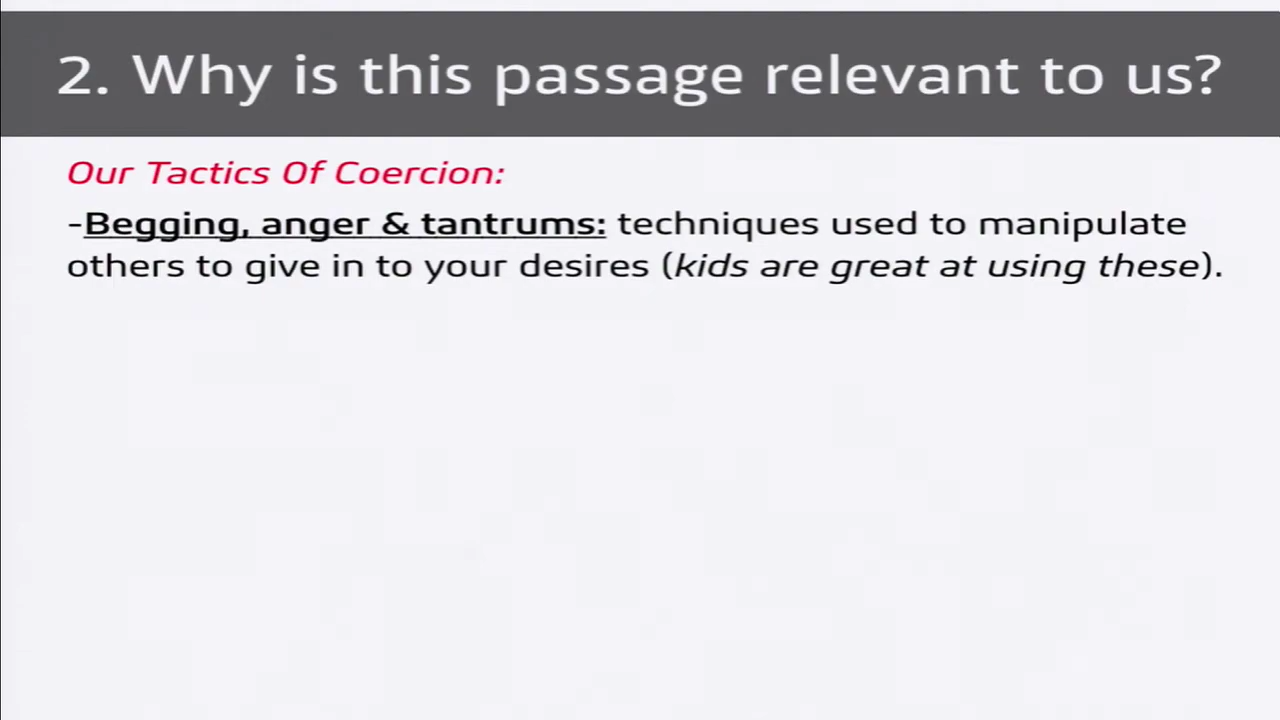 2. Why is this passage relevant to us?
Our Tactics Of Coercion:
-Begging, anger & tantrums: techniques used to manipulate
others to give in to your desires (kids are great at using these).